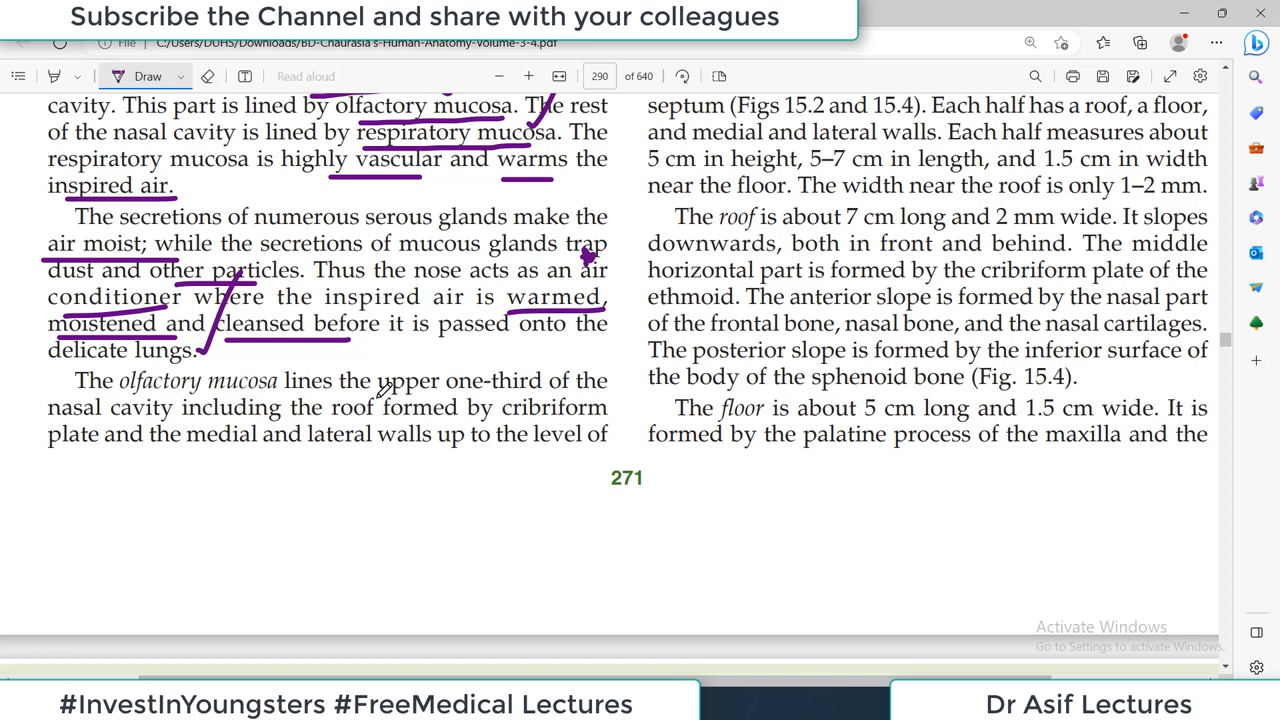 Subscribe the Channel and share with your colleagues
File
C:/Users/DUHS/Downloads/BD-Chaurasia's-Human-Anatomy-Volume-3-4.pdf
Draw
Read aloud
290
of 640
cavity. This part is lined by olfactory mucosa. The rest
of the nasal cavity is lined by respiratory mucosa. The
respiratory mucosa is highly vascular and warms the
inspired air.
The secretions of numerous serous glands make the
air moist; while the secretions of mucous glands trap
dust and other particles. Thus the nose acts as an air
conditioner where the inspired air is warmed,
moistened and cleansed before it is passed onto the
delicate lungs.
The olfactory mucosa lines the upper one-third of the
nasal cavity including the roof formed by cribriform
plate and the medial and lateral walls up to the level of
septum (Figs 15.2 and 15.4). Each half has a roof, a floor,
and medial and lateral walls. Each half measures about
5 cm in height, 5–7 cm in length, and 1.5 cm in width
near the floor. The width near the roof is only 1–2 mm.
The roof is about 7 cm long and 2 mm wide. It slopes
downwards, both in front and behind. The middle
horizontal part is formed by the cribriform plate of the
ethmoid. The anterior slope is formed by the nasal part
of the frontal bone, nasal bone, and the nasal cartilages.
The posterior slope is formed by the inferior surface of
the body of the sphenoid bone (Fig. 15.4).
The floor is about 5 cm long and 1.5 cm wide. It is
formed by the palatine process of the maxilla and the
271
Activate Windows
Go to Settings to activate Windows.
#InvestInYoungsters #FreeMedical Lectures
Dr Asif Lectures